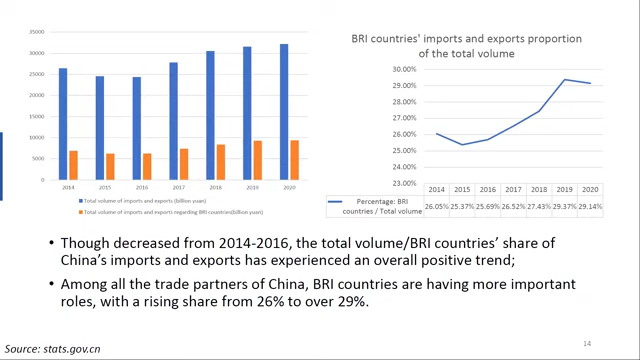 35000
30000
25000
20000
15000
10000
5000
0
2014 2015 2016 2017 2018 2019 2020
Total volume of imports and exports (billion yuan)
Total volume of imports and exports regarding BRI countries(billion yuan)
BRI countries' imports and exports proportion
of the total volume
30.00%
29.00%
28.00%
27.00%
26.00%
25.00%
24.00%
23.00%
2014 2015 2016 2017 2018 2019 2020
Percentage: BRI
countries / Total volume
26.05% 25.37% 25.69% 26.52% 27.43% 29.37% 29.14%
• Though decreased from 2014-2016, the total volume/BRI countries’ share of
China’s imports and exports has experienced an overall positive trend;
• Among all the trade partners of China, BRI countries are having more important
roles, with a rising share from 26% to over 29%.
Source: stats.gov.cn
14